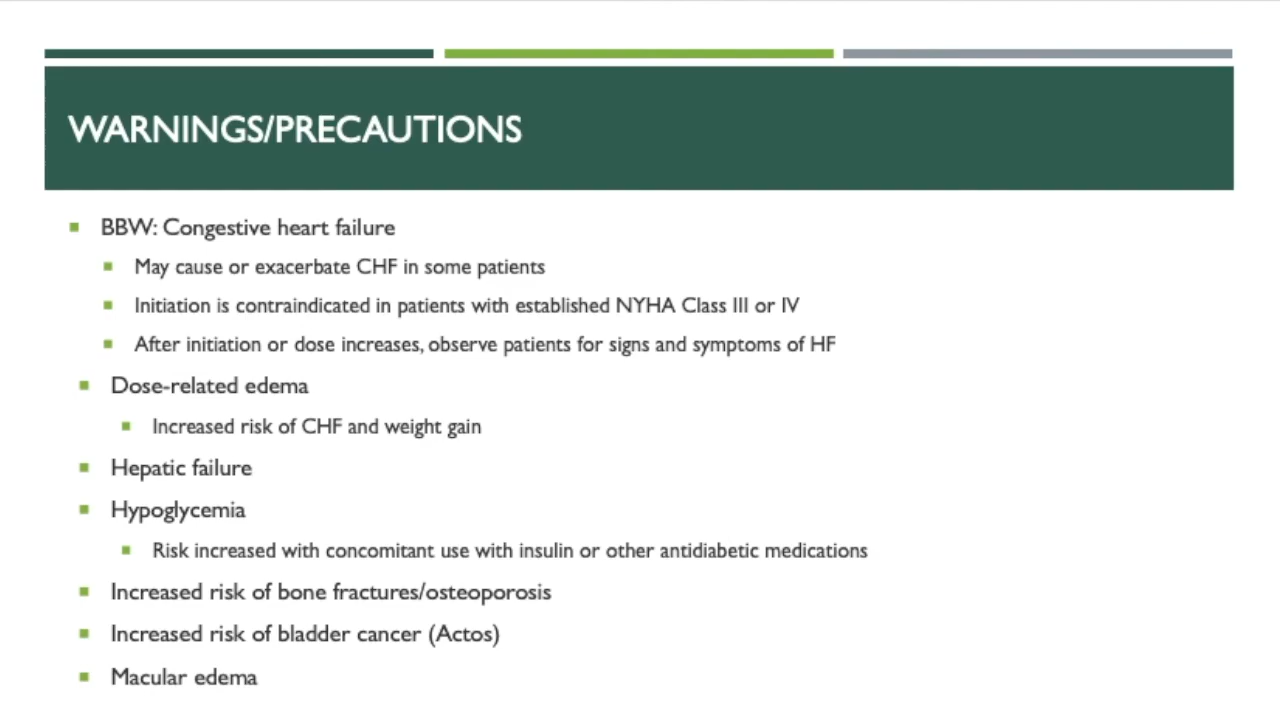 WARNINGS/PRECAUTIONS
BBW: Congestive heart failure
May cause or exacerbate CHF in some patients
Initiation is contraindicated in patients with established NYHA Class III or IV
After initiation or dose increases, observe patients for signs and symptoms of HF
Dose-related edema
Increased risk of CHF and weight gain
Hepatic failure
Hypoglycemia
Risk increased with concomitant use with insulin or other antidiabetic medications
Increased risk of bone fractures/osteoporosis
Increased risk of bladder cancer (Actos)
Macular edema